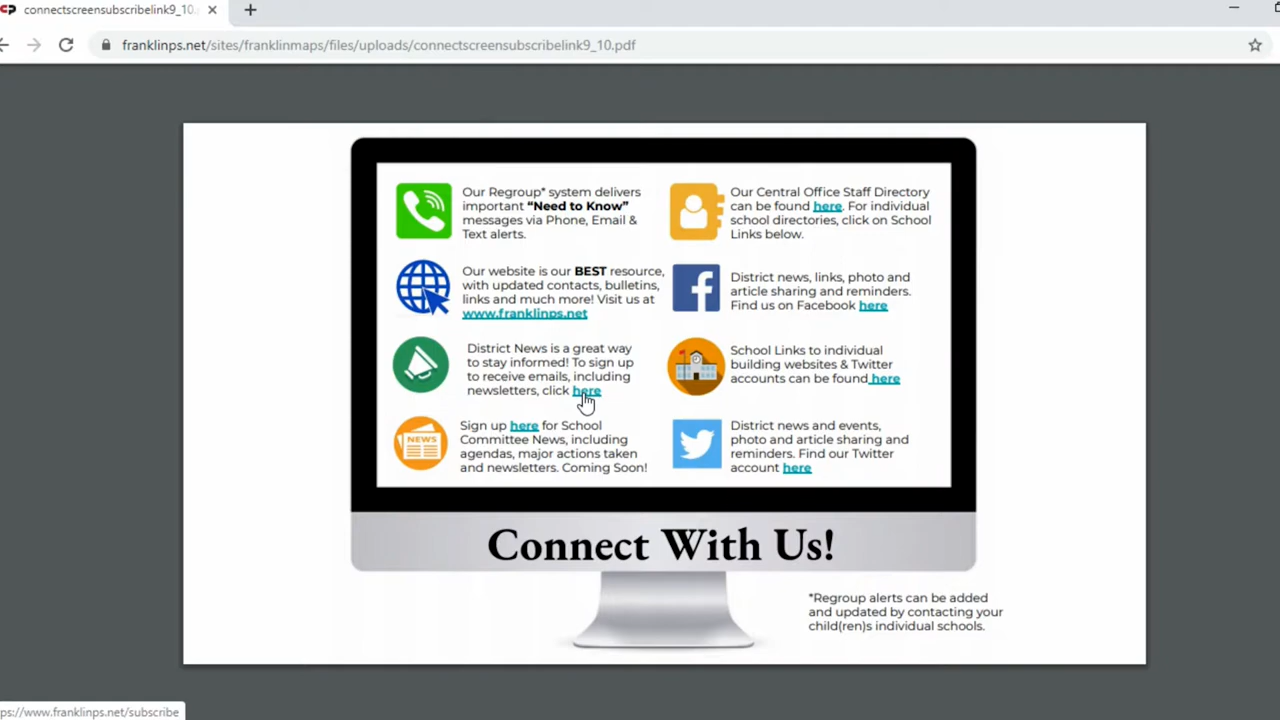 connectscreensubscribelink9_10.
franklinps.net/sites/franklinmaps/files/uploads/connectscreensubscribelink9_10.pdf
Our Regroup* system delivers
important “Need to Know”
messages via Phone, Email &
Text alerts.
Our Central Office Staff Directory
can be found here. For individual
school directories, click on School
Links below.
Our website is our BEST resource,
with updated contacts, bulletins,
links and much more! Visit us at
www.franklinps.net
District news, links, photo and
article sharing and reminders.
Find us on Facebook here
District News is a great way
to stay informed! To sign up
to receive emails, including
newsletters, click here
School Links to individual
building websites & Twitter
accounts can be found here
NEWS
Sign up here for School
Committee News, including
agendas, major actions taken
and newsletters. Coming Soon!
District news and events,
photo and article sharing and
reminders. Find our Twitter
account here
Connect With Us!
*Regroup alerts can be added
and updated by contacting your
child(ren)s individual schools.
ps://www.franklinps.net/subscribe